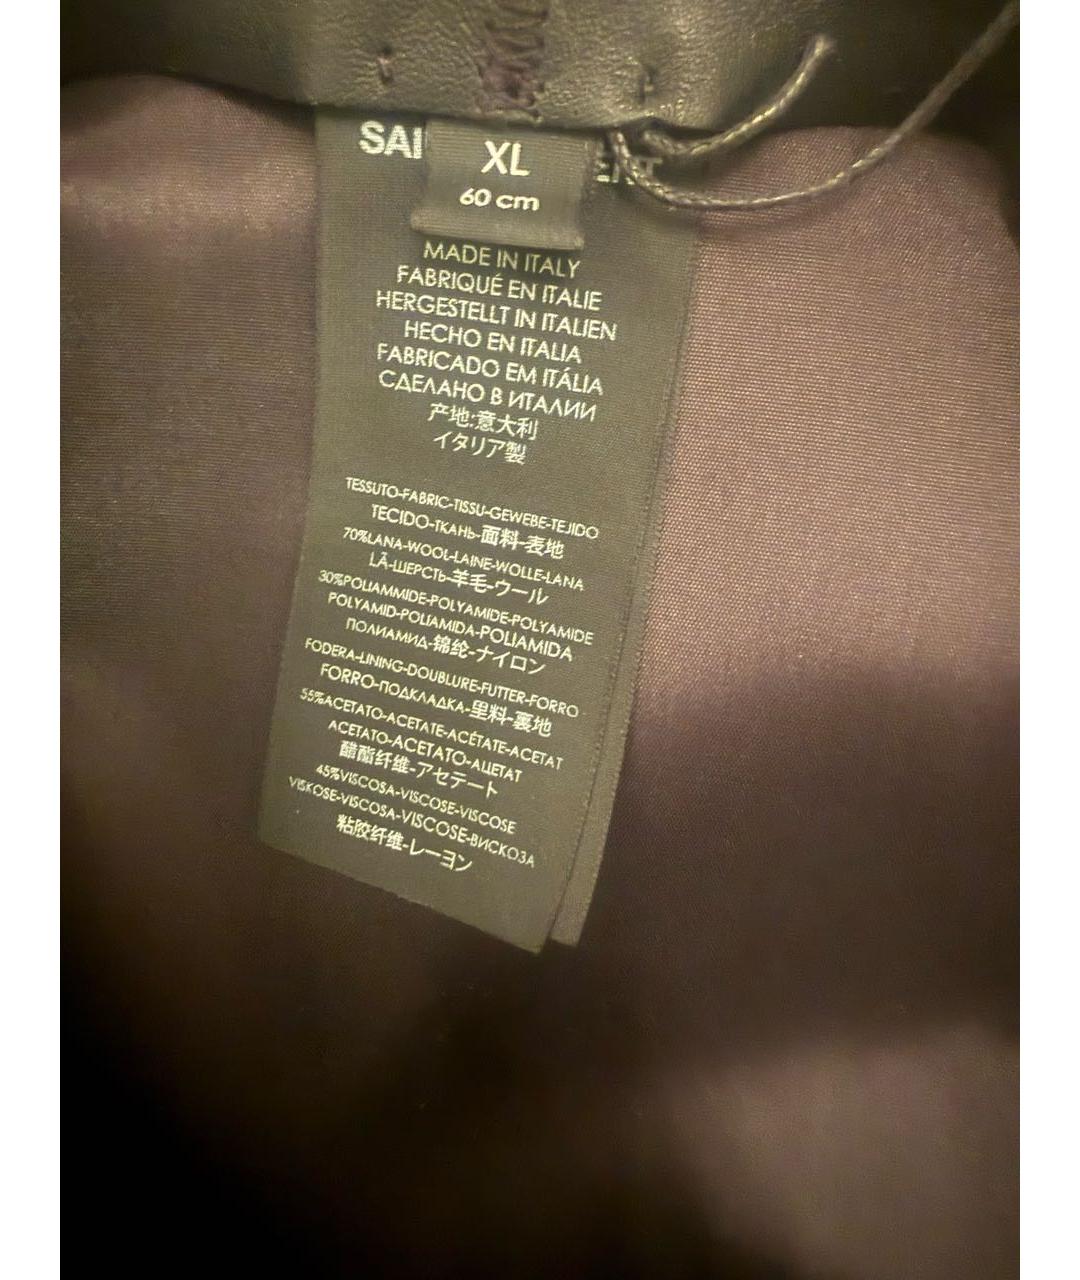 SAI
XL
60 cm
MADE IN ITALY
FABRIQUÉ EN ITALIE
HERGESTELLT IN ITALIEN
HECHO EN ITALIA
FABRICADO EM ITÁLIA
СДЕЛАНО В ИТАЛИИ
产地:意大利
イタリア製
TESSUTO-FABRIC-TISSU-GEWEBE-TEJIDO
TECIDO-ТКАНЬ-面料-表地
70%LANA-WOOL-LAINE-WOLLE-LANA
LÃ-ШЕРСТЬ-羊毛-ウール
30%POLIAMMIDE-POLYAMIDE-POLYAMIDE
POLYAMID-POLIAMIDA-POLIAMIDA
ПОЛИАМИД-锦纶-ナイロン
FODERA-LINING-DOUBLURE-FUTTER-FORRO
FORRO-ПОДКЛАДКА-里料-裏地
55%ACETATO-ACETATE-ACÉTATE-ACETAT
ACETATO-ACETATO-АЦЕТАТ
醋酯纤维-アセテート
45%VISCOSA-VISCOSE-VISCOSE
VISKOSE-VISCOSA-VISCOSE-ВИСКОЗА
粘胶纤维-レーヨン